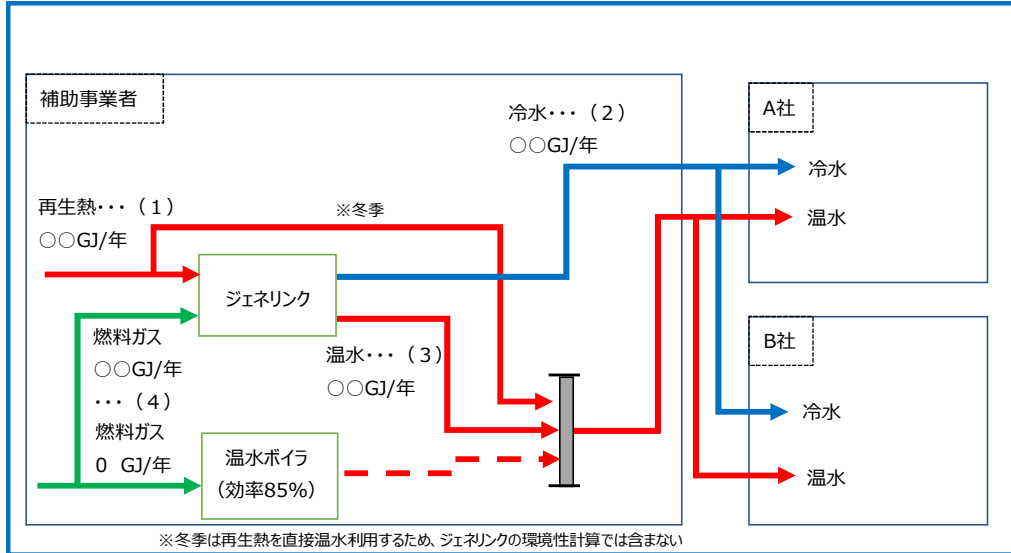 補助事業者
冷水・・・（２）
○○GJ/年
A社
冷水
温水
再生熱・・・（１）
○○GJ/年
※冬季
ジェネリンク
燃料ガス
○○GJ/年
・・・（４）
燃料ガス
0 GJ/年
温水・・・（３）
○○GJ/年
温水ボイラ
（効率85%）
B社
冷水
温水
※冬季は再生熱を直接温水利用するため、ジェネリンクの環境性計算では含まない